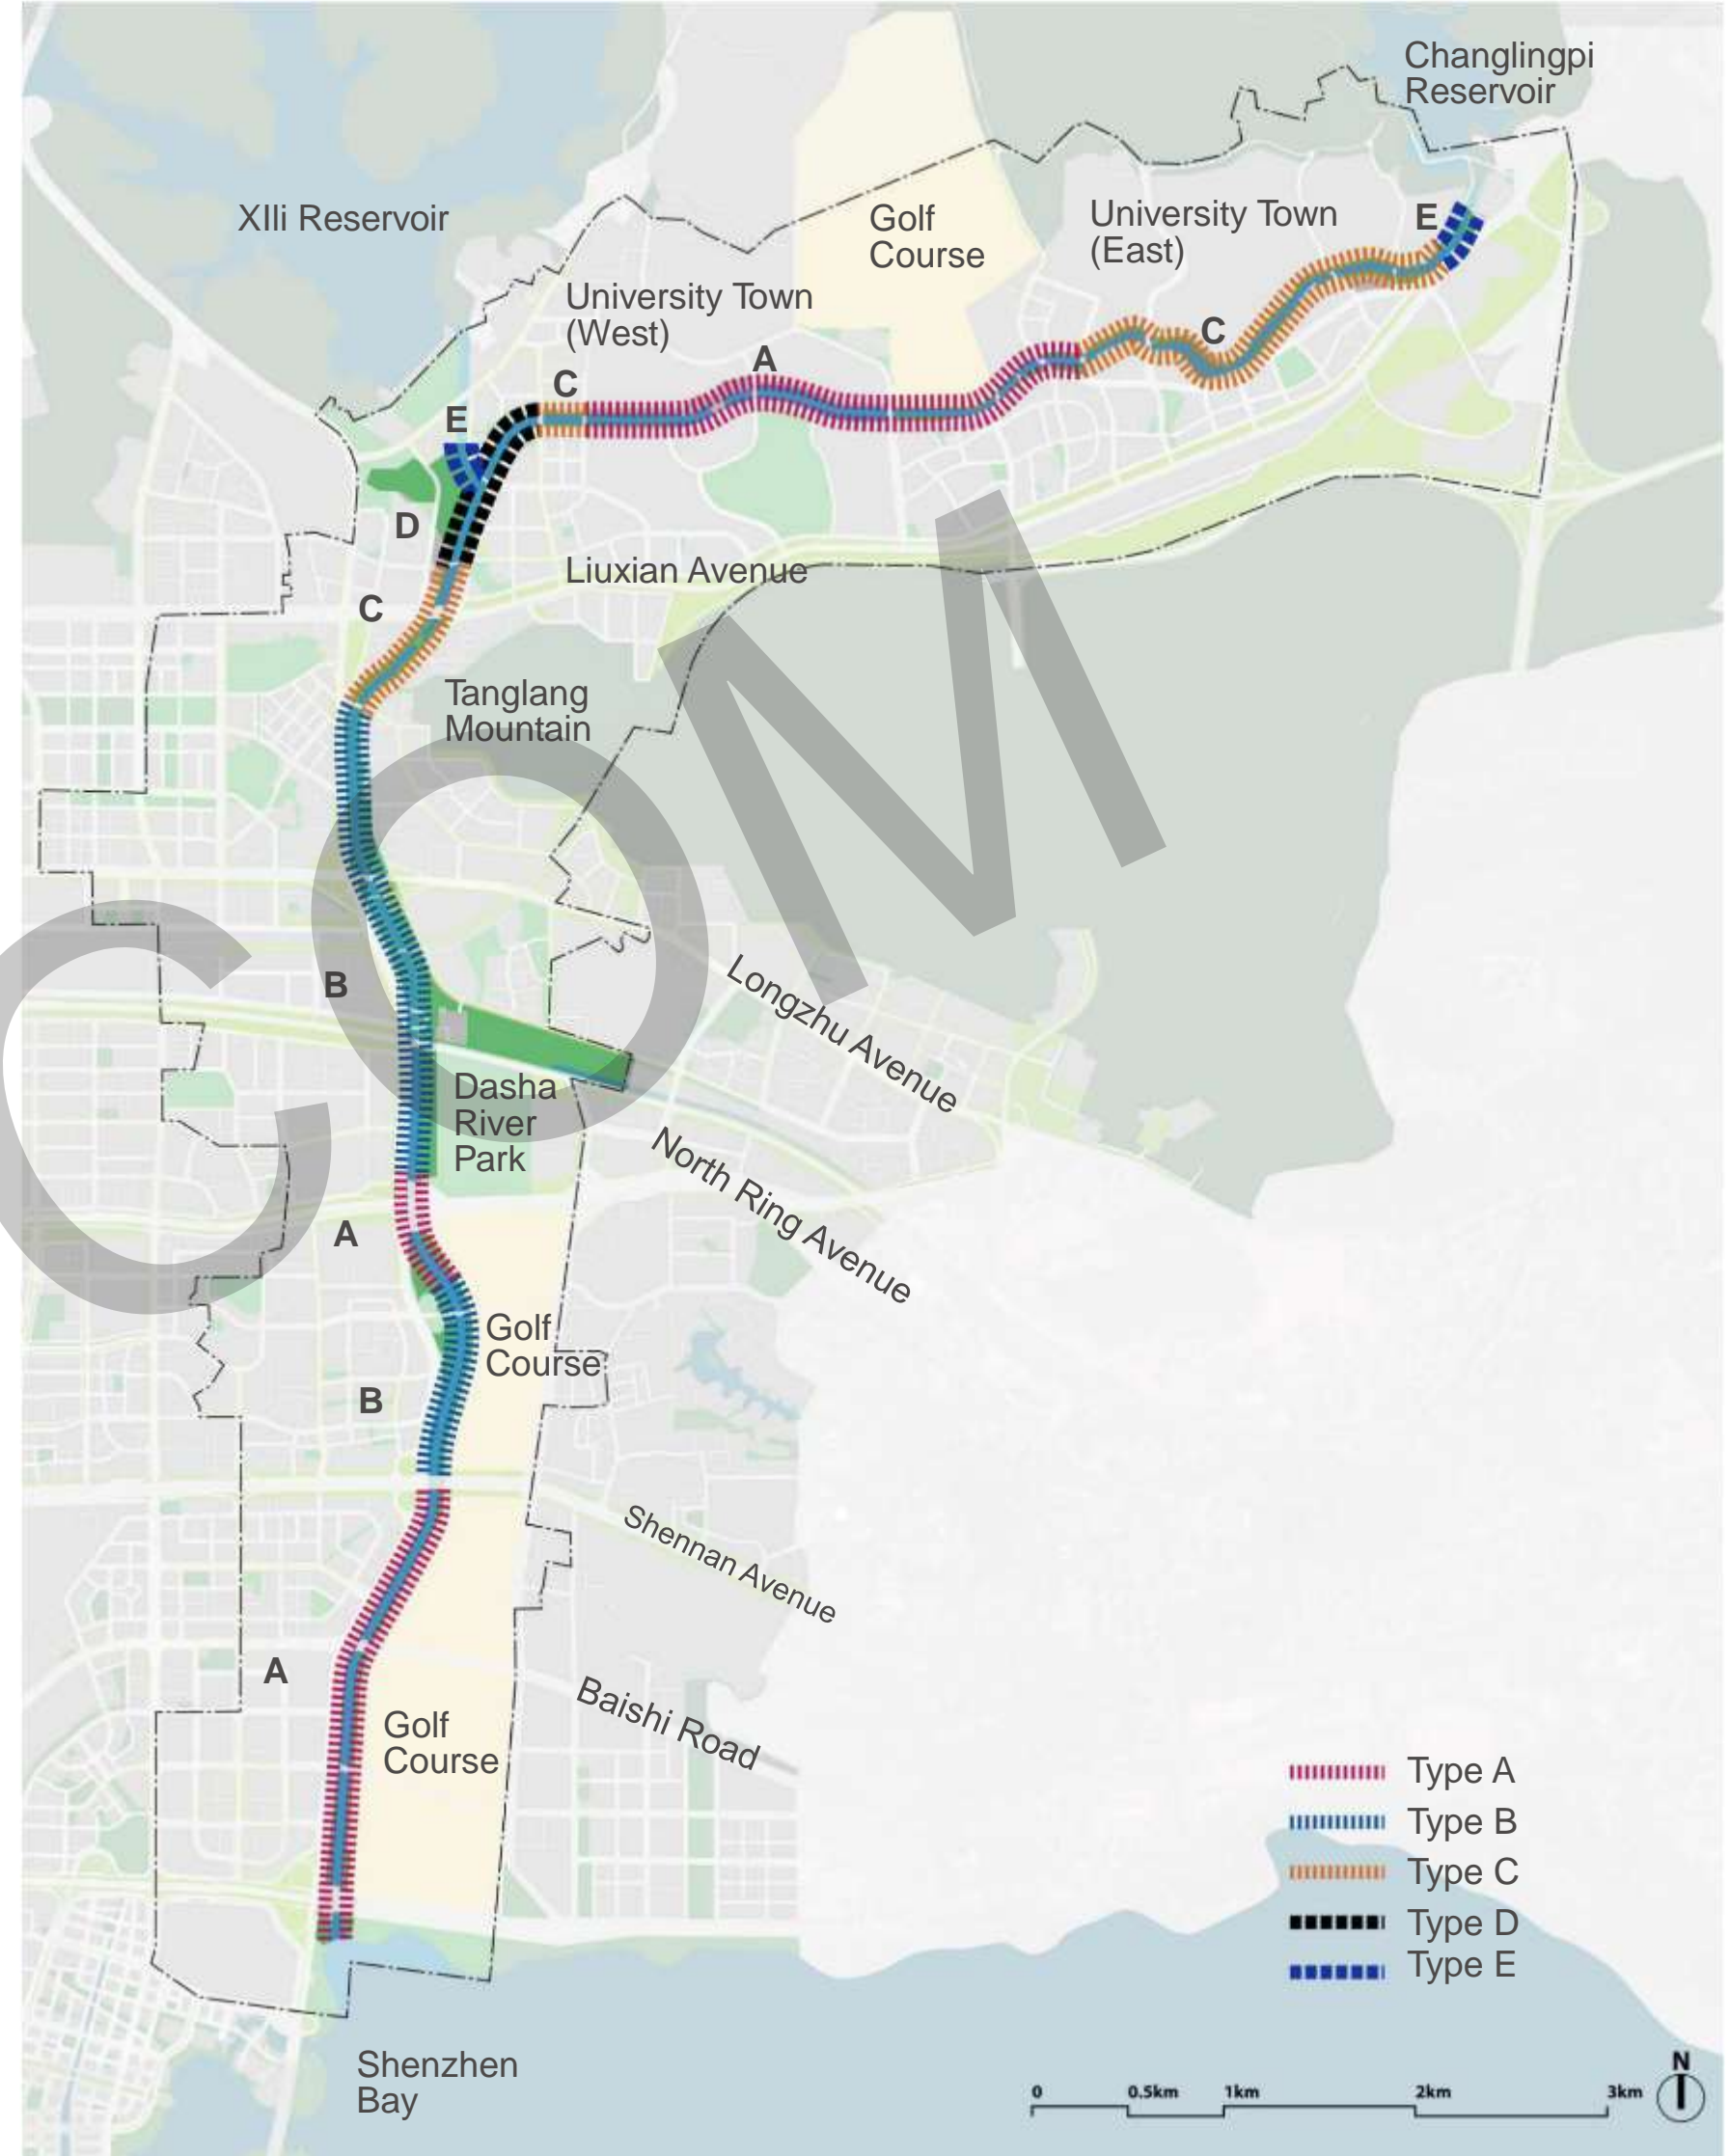 Changlingpi
Reservoir
XIli Reservoir
Golf
Course
University Town
(East)
E
University Town
(West)
C
A
C
E
D
Liuxian Avenue
C
Tanglang
Mountain
COM
B
Longzhu Avenue
Dasha
River
Park
North Ring Avenue
A
Golf
Course
B
Shennan Avenue
A
Baishi Road
Golf
Course
Type A
Type B
Type C
Type D
Type E
Shenzhen
Bay
0 0.5km 1km 2km 3km
N